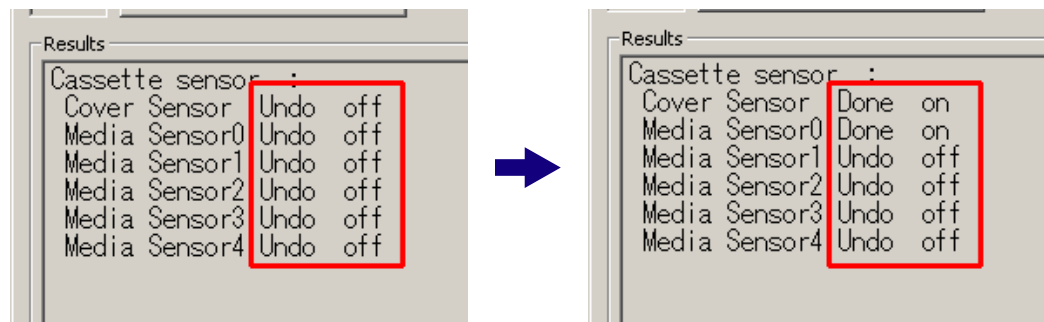 Results
Cassette sensor :
Cover Sensor Undo off
Media Sensor0 Undo off
Media Sensor1 Undo off
Media Sensor2 Undo off
Media Sensor3 Undo off
Media Sensor4 Undo off
Results
Cassette sensor :
Cover Sensor Done on
Media Sensor0 Done on
Media Sensor1 Undo off
Media Sensor2 Undo off
Media Sensor3 Undo off
Media Sensor4 Undo off